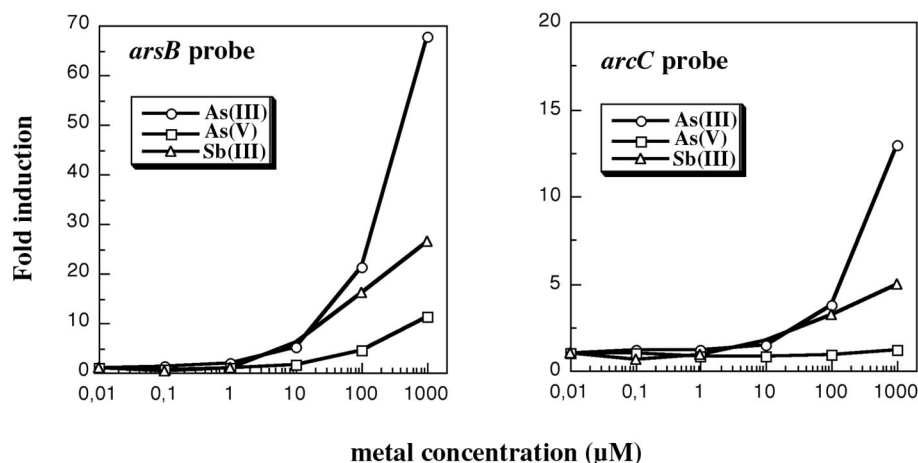 arsB probe
As(III)
As(V)
Sb(III)
70
60
50
40
30
20
10
0
0,01
0,1
1
10
100
1000
Fold induction
arcC probe
As(III)
As(V)
Sb(III)
20
15
10
5
0
0,01
0,1
1
10
100
1000
metal concentration (µM)